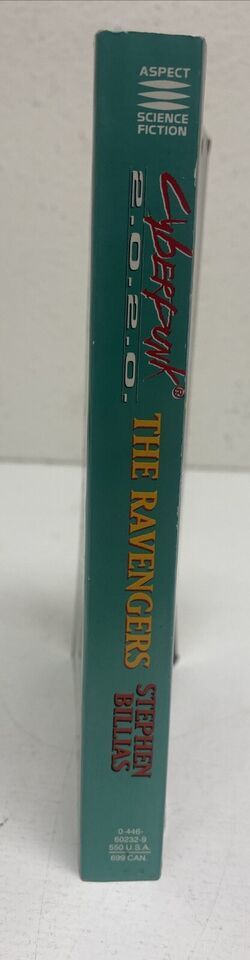 ASPECT
SCIENCE
FICTION
CYBERPUNK®
2.0.2.0.
THE RAVENGERS
STEPHEN
BILLIAS
0-446-
60232-9
550 U.S.A.
699 CAN.